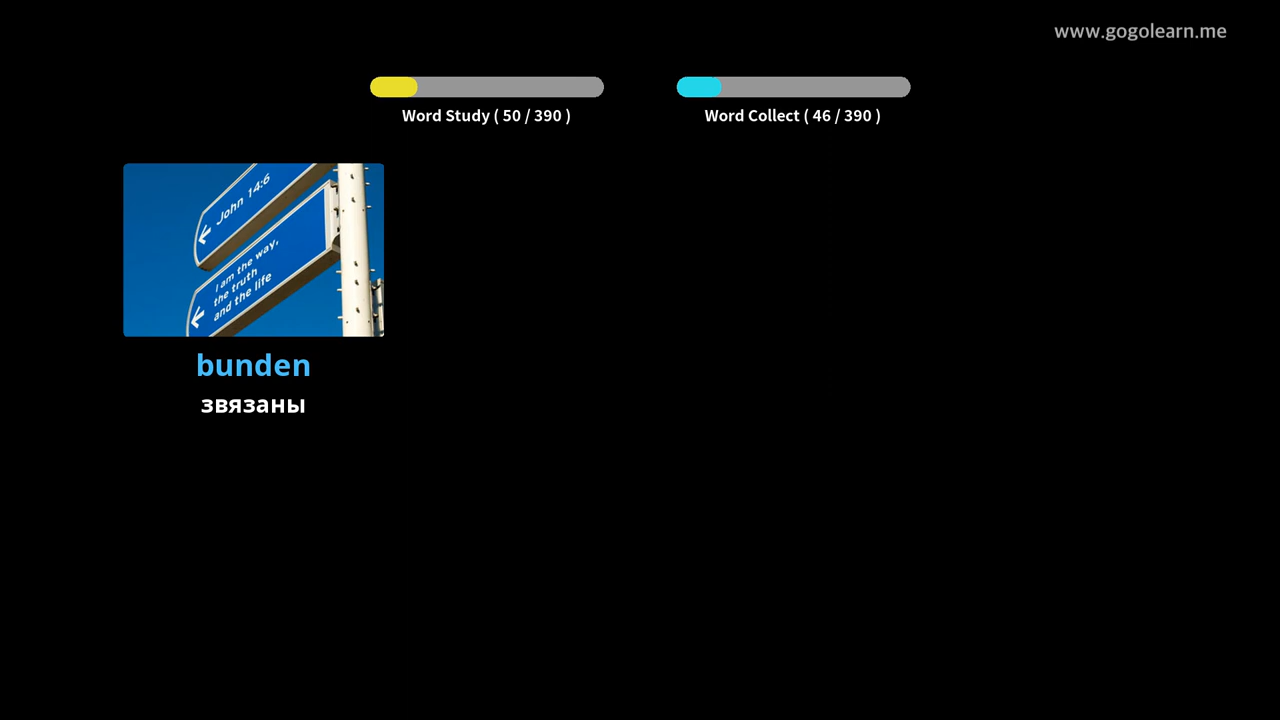 www.gogolearn.me
Word Study ( 50 / 390 )
Word Collect ( 46 / 390 )
John 14:6
I am the way,
the truth
and the life
bunden
звязаны